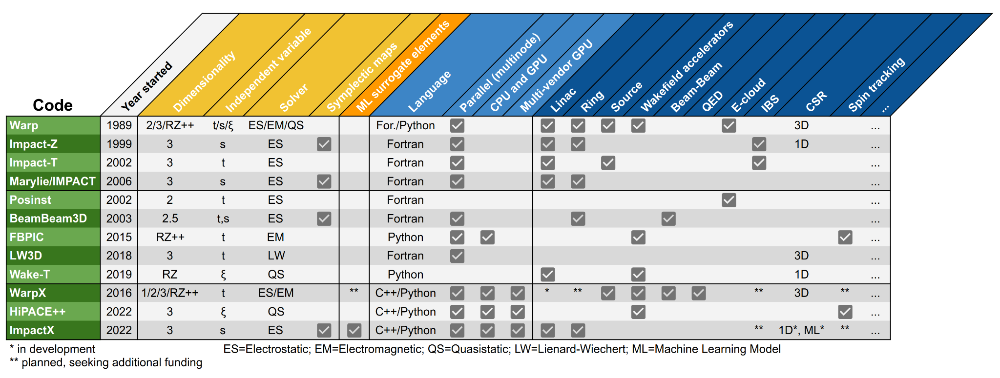 Code Year started Dimensionality Independent variable Solver Symplectic maps ML surrogate elements Language Parallel (multinode) CPU and GPU Multi-vendor GPU Linac Ring Source Wakefield accelerators Beam-Beam QED E-cloud IBS CSR Spin tracking ...
Warp 1989 2/3/RZ++ t/s/ξ ES/EM/QS For./Python 3D ...
Impact-Z 1999 3 s ES Fortran 1D ...
Impact-T 2002 3 t ES Fortran ...
Marylie/IMPACT 2006 3 s ES Fortran ...
Posinst 2002 2 t ES Fortran ...
BeamBeam3D 2003 2.5 t,s ES Fortran ...
FBPIC 2015 RZ++ t EM Python ...
LW3D 2018 3 t LW Fortran 3D ...
Wake-T 2019 RZ ξ QS Python 1D ...
WarpX 2016 1/2/3/RZ++ t ES/EM ** C++/Python * ** ** 3D ** ...
HiPACE++ 2022 3 ξ QS C++/Python ...
ImpactX 2022 3 s ES C++/Python ** 1D*, ML* ** ...
* in development ES=Electrostatic; EM=Electromagnetic; QS=Quasistatic; LW=Lienard-Wiechert; ML=Machine Learning Model
** planned, seeking additional funding